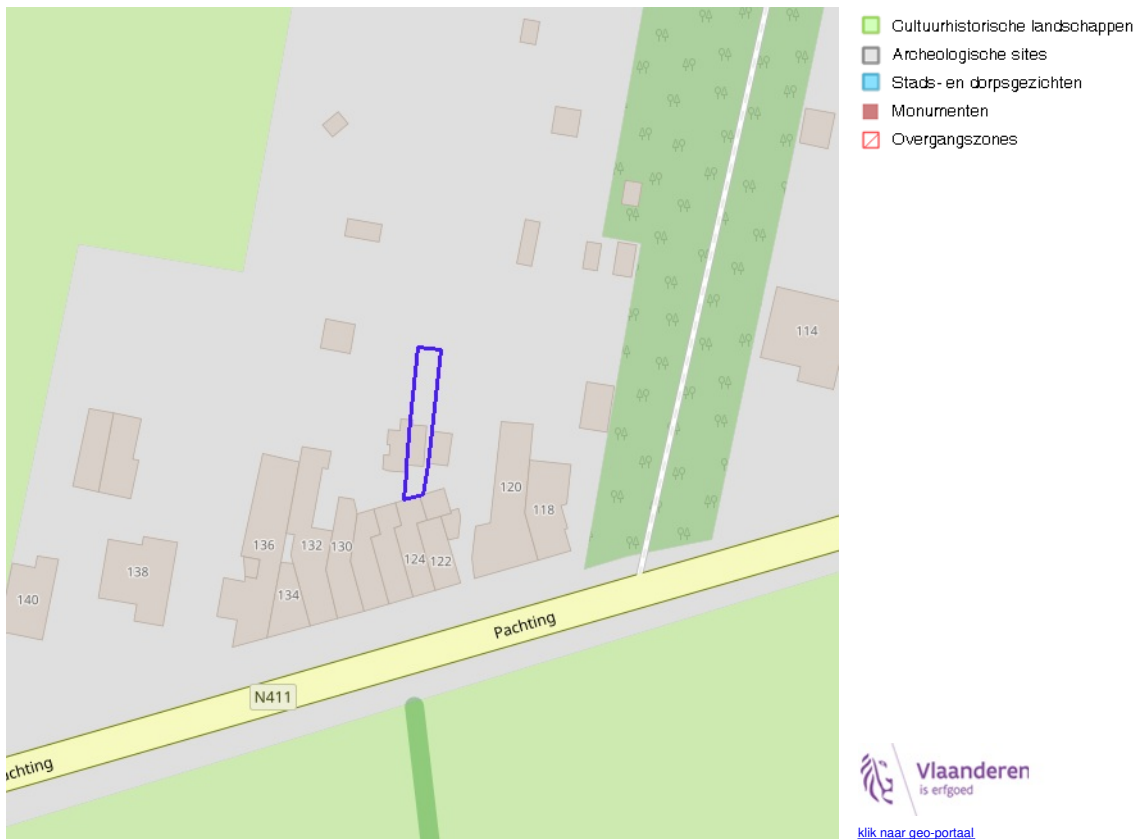 Cultuurhistorische landschappen
Archeologische sites
Stads- en dorpsgezichten
Monumenten
Overgangszones
114
120
118
136
132
130
124
122
138
134
140
Pachting
N411
achting
Vlaanderen
is erfgoed
klik naar geo-portaal